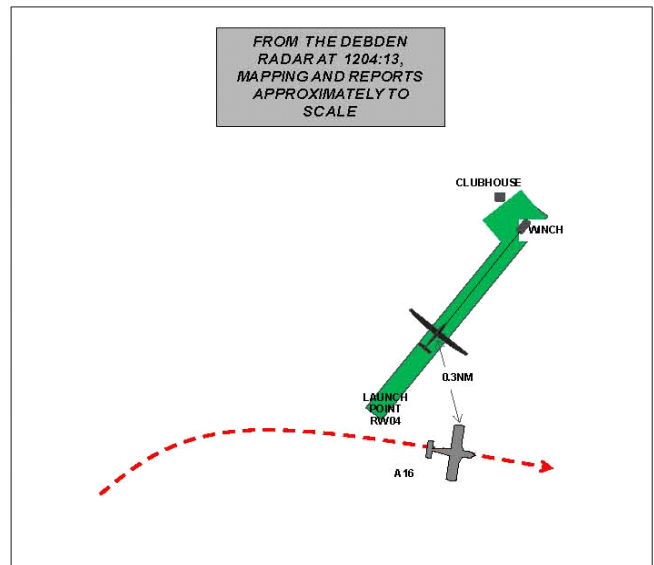 FROM THE DEBDEN
RADAR AT 1204:13,
MAPPING AND REPORTS
APPROXIMATELY TO
SCALE
CLUBHOUSE
WINCH
0.3NM
LAUNCH
POINT
RW04
A16